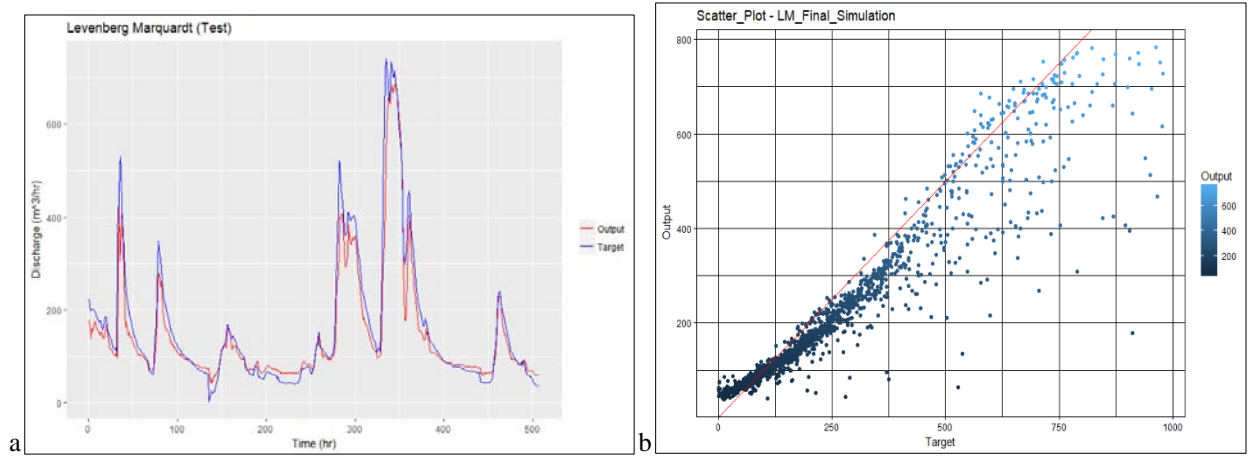 Levenberg Marquardt (Test)
Discharge (m^3/hr)
600
400
200
0
0 100 200 300 400 500
Time (hr)
Output
Target
a
Scatter_Plot - LM_Final_Simulation
Output
800
600
400
200
0 250 500 750 1000
Target
Output
600
400
200
b